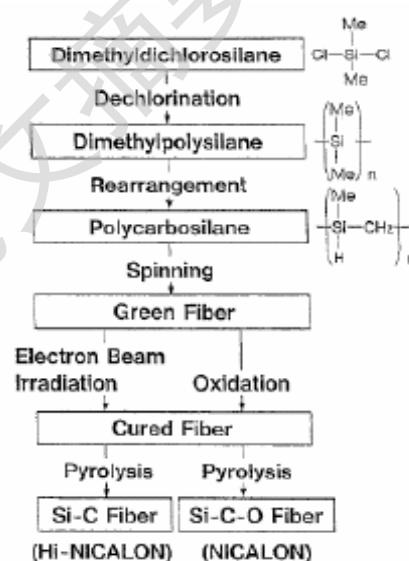 Dimethyldichlorosilane
Me
Cl—Si—Cl
Me
Dechlorination
Dimethylpolysilane
Me
Si
Me
n
Rearrangement
Polycarbosilane
Me
Si—CH₂
H
Spinning
Green Fiber
Electron Beam
Irradiation
Oxidation
Cured Fiber
Pyrolysis Pyrolysis
Si-C Fiber Si-C-O Fiber
(Hi-NICALON) (NICALON)